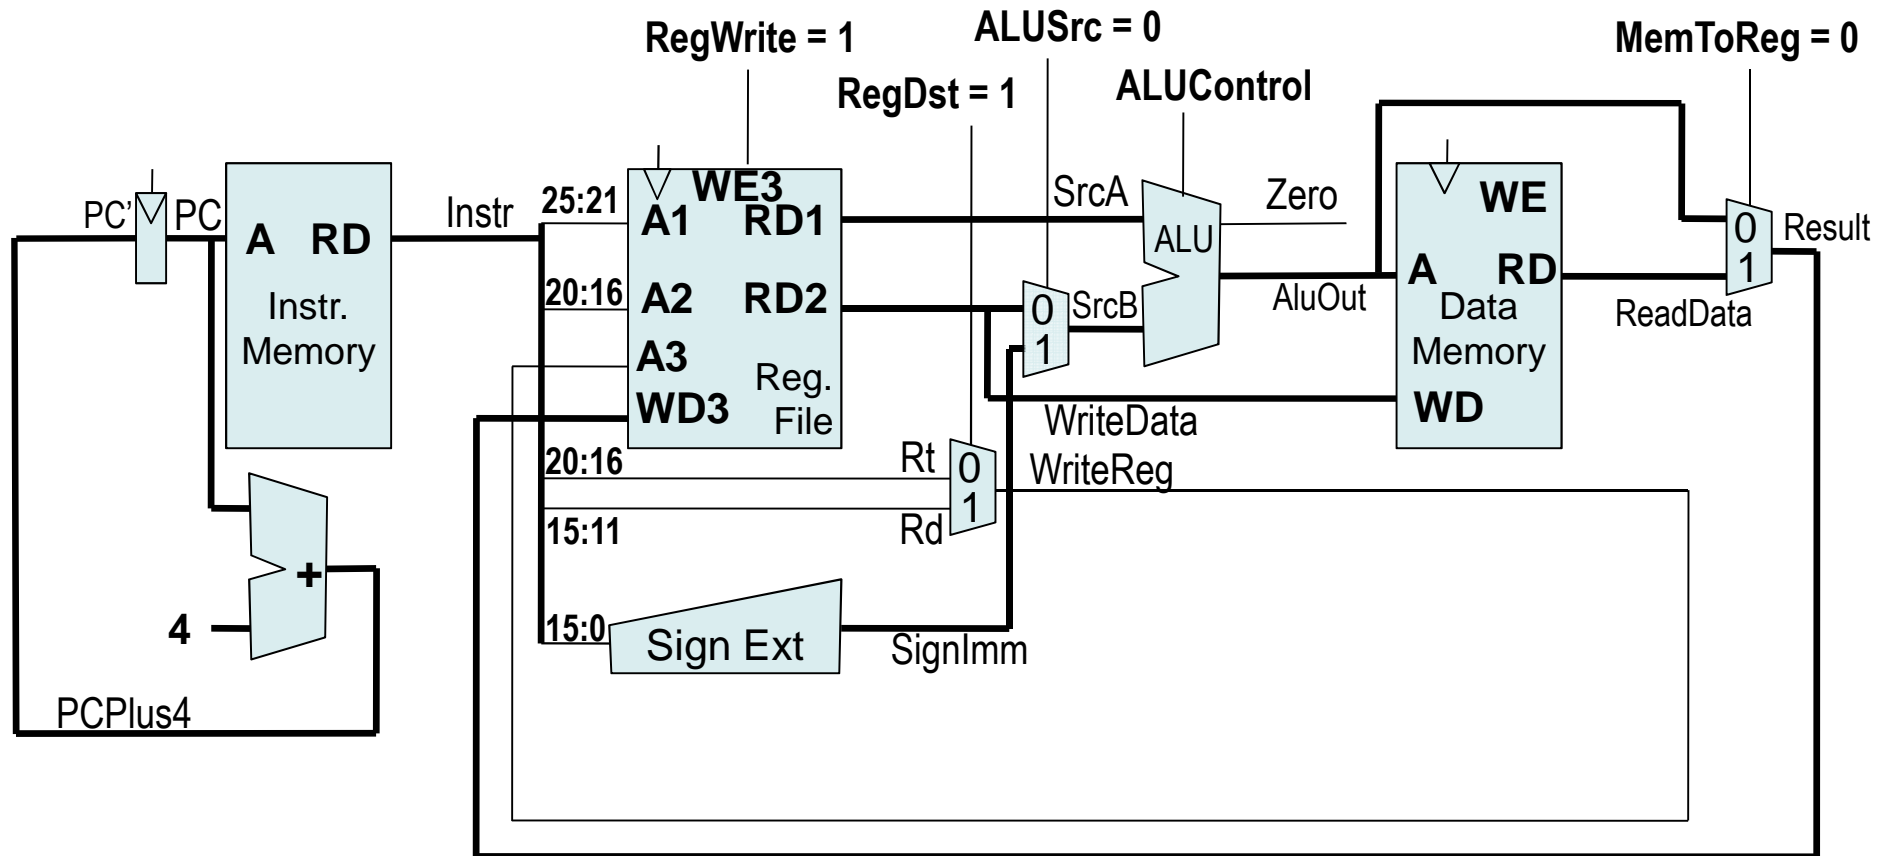 RegWrite = 1
ALUSrc = 0
MemToReg = 0
RegDst = 1
ALUControl
PC'
PC
A RD
Instr.
Memory
Instr
25:21
20:16
WE3
A1 RD1
A2 RD2
A3
WD3
Reg.
File
SrcA
ALU
Zero
0
1
SrcB
AluOut
WE
A RD
Data
Memory
WD
0
1
Result
ReadData
WriteData
20:16
Rt
0
1
WriteReg
15:11
Rd
+
4
15:0
Sign Ext
SignImm
PCPlus4